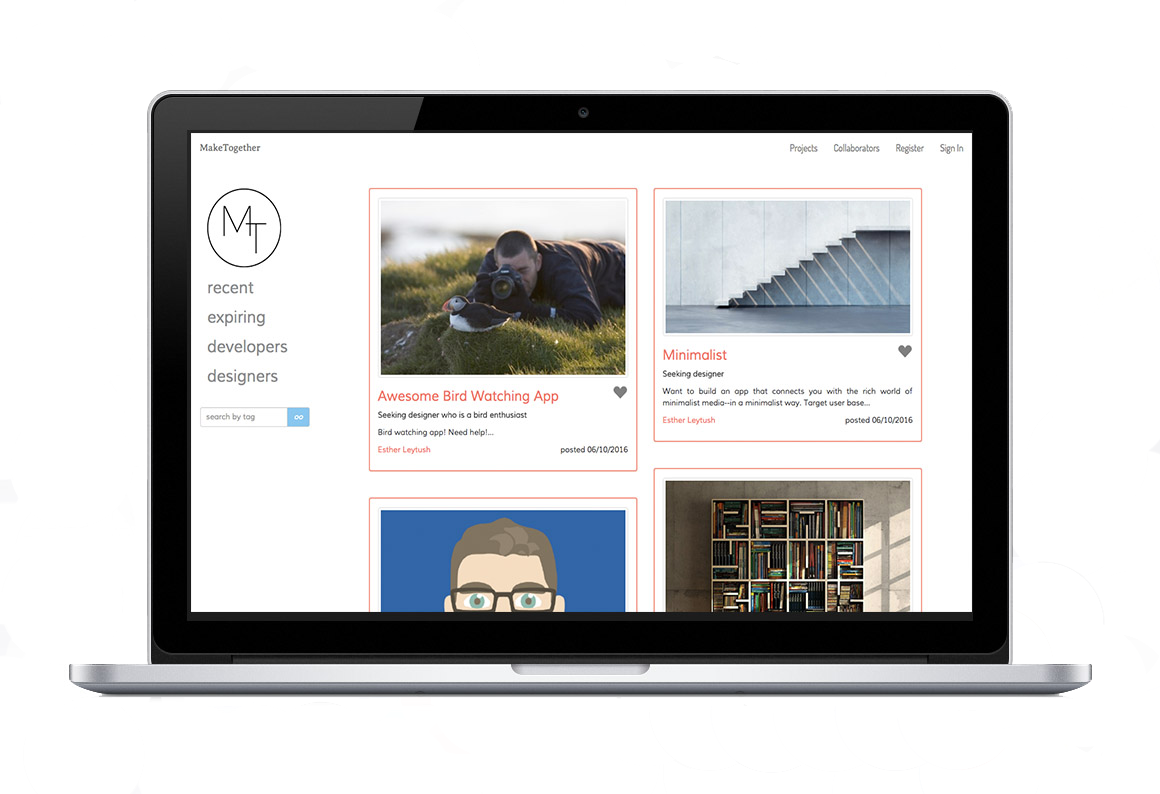 MakeTogether
Projects
Collaborators
Register
Sign In
MT
recent
expiring
developers
designers
search by tag
Awesome Bird Watching App
Seeking designer who is a bird enthusiast
Bird watching app! Need help!...
Esther Leytush
posted 06/10/2016
Minimalist
Seeking designer
Want to build an app that connects you with the rich world of
minimalist media--in a minimalist way. Target user base...
Esther Leytush
posted 06/10/2016